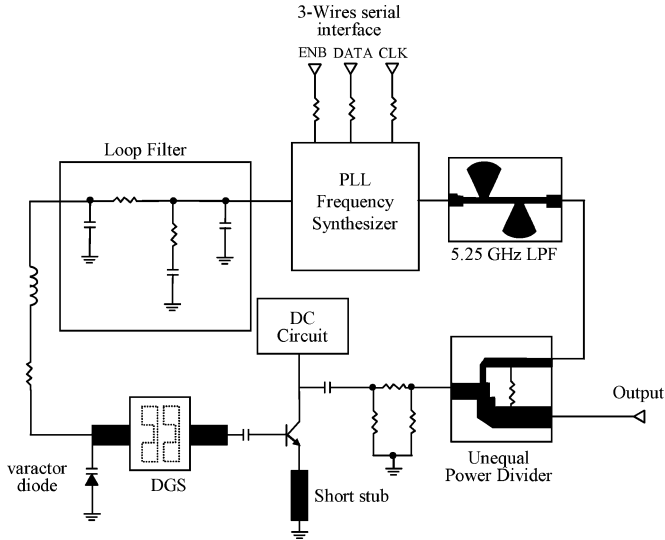 3-Wires serial
interface
ENB DATA CLK
Loop Filter
PLL
Frequency
Synthesizer
5.25 GHz LPF
DC
Circuit
Output
varactor
diode
DGS
Short stub
Unequal
Power Divider